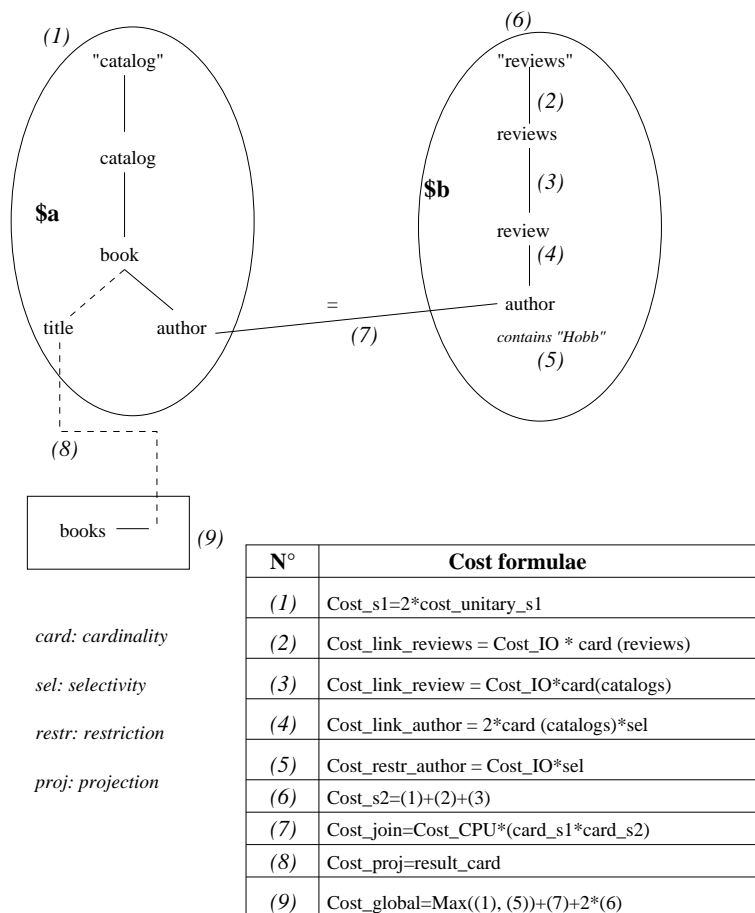 (1)
"catalog"
catalog
$a
book
title
author
(6)
"reviews"
(2)
reviews
(3)
$b
review
(4)
author
contains "Hobb"
(5)
=
(7)
(8)
books
(9)
card: cardinality
sel: selectivity
restr: restriction
proj: projection
N° Cost formulae
(1) Cost_s1=2*cost_unitary_s1
(2) Cost_link_reviews = Cost_IO * card (reviews)
(3) Cost_link_review = Cost_IO*card(catalogs)
(4) Cost_link_author = 2*card (catalogs)*sel
(5) Cost_restr_author = Cost_IO*sel
(6) Cost_s2=(1)+(2)+(3)
(7) Cost_join=Cost_CPU*(card_s1*card_s2)
(8) Cost_proj=result_card
(9) Cost_global=Max((1), (5))+(7)+2*(6)